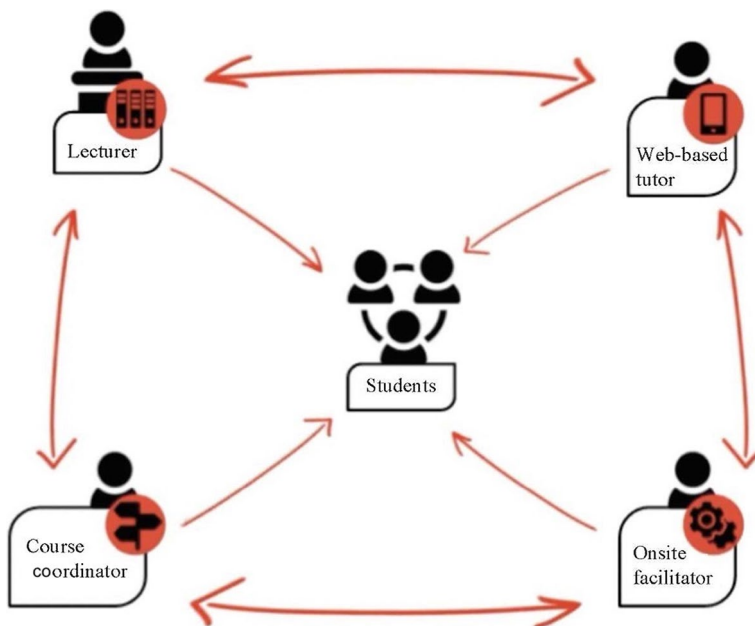 Lecturer
Web-based
tutor
Students
Course
coordinator
Onsite
facilitator